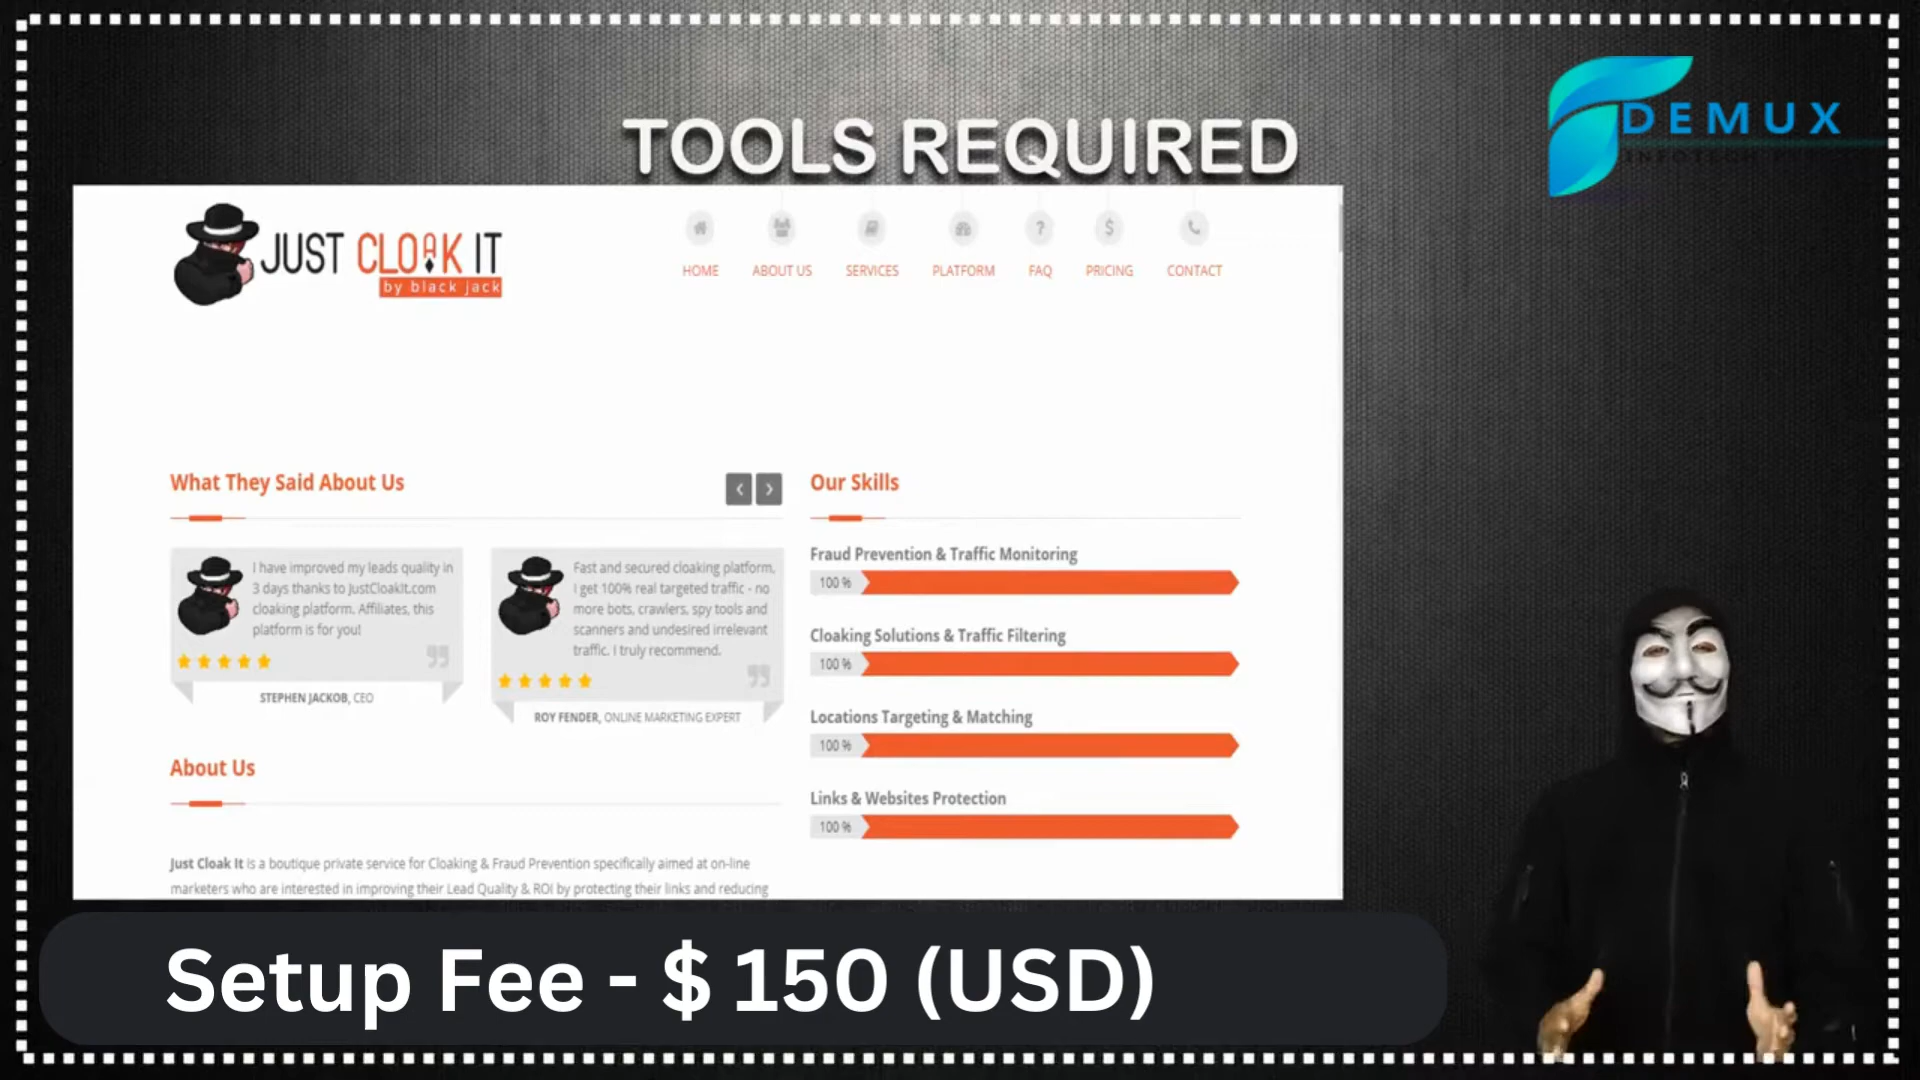 DEMUX
INFOTECH P
TOOLS REQUIRED
JUST CLOAK IT
by black jack
HOME
ABOUT US
SERVICES
PLATFORM
FAQ
PRICING
CONTACT
What They Said About Us
I have improved my leads quality in
3 days thanks to JustCloakIt.com
cloaking platform. Affiliates, this
platform is for you!
STEPHEN JACKOB, CEO
Fast and secured cloaking platform,
I get 100% real targeted traffic - no
more bots, crawlers, spy tools and
scanners and undesired irrelevant
traffic. I truly recommend.
ROY FENDER, ONLINE MARKETING EXPERT
Our Skills
Fraud Prevention & Traffic Monitoring
100 %
Cloaking Solutions & Traffic Filtering
100 %
Locations Targeting & Matching
100 %
Links & Websites Protection
100 %
About Us
Just Cloak It is a boutique private service for Cloaking & Fraud Prevention specifically aimed at on-line
marketers who are interested in improving their Lead Quality & ROI by protecting their links and reducing
Setup Fee - $ 150 (USD)